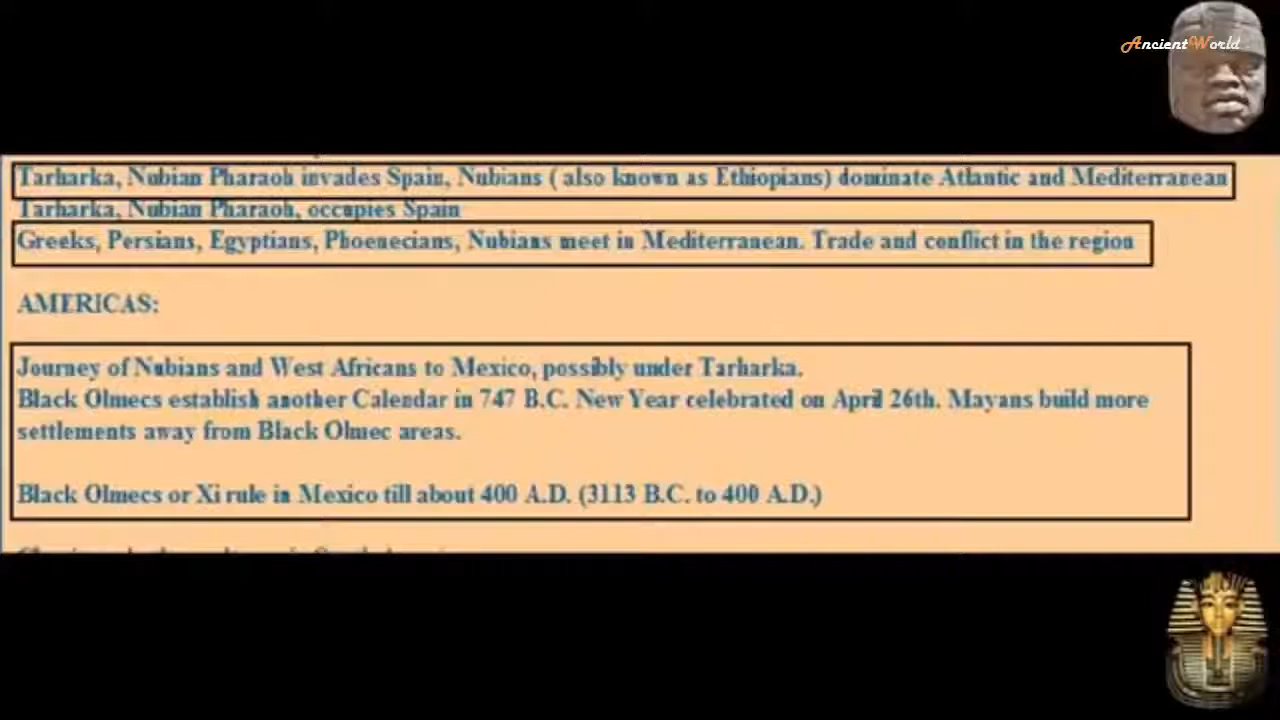 AncientWorld
Tarharka, Nubian Pharaoh invades Spain, Nubians ( also known as Ethiopians) dominate Atlantic and Mediterranean
Tarharka, Nubian Pharaoh, occupies Spain
Greeks, Persians, Egyptians, Phoenecians, Nubians meet in Mediterranean. Trade and conflict in the region
AMERICAS:
Journey of Nubians and West Africans to Mexico, possibly under Tarharka.
Black Olmecs establish another Calendar in 747 B.C. New Year celebrated on April 26th. Mayans build more
settlements away from Black Olmec areas.
Black Olmecs or Xi rule in Mexico till about 400 A.D. (3113 B.C. to 400 A.D.)